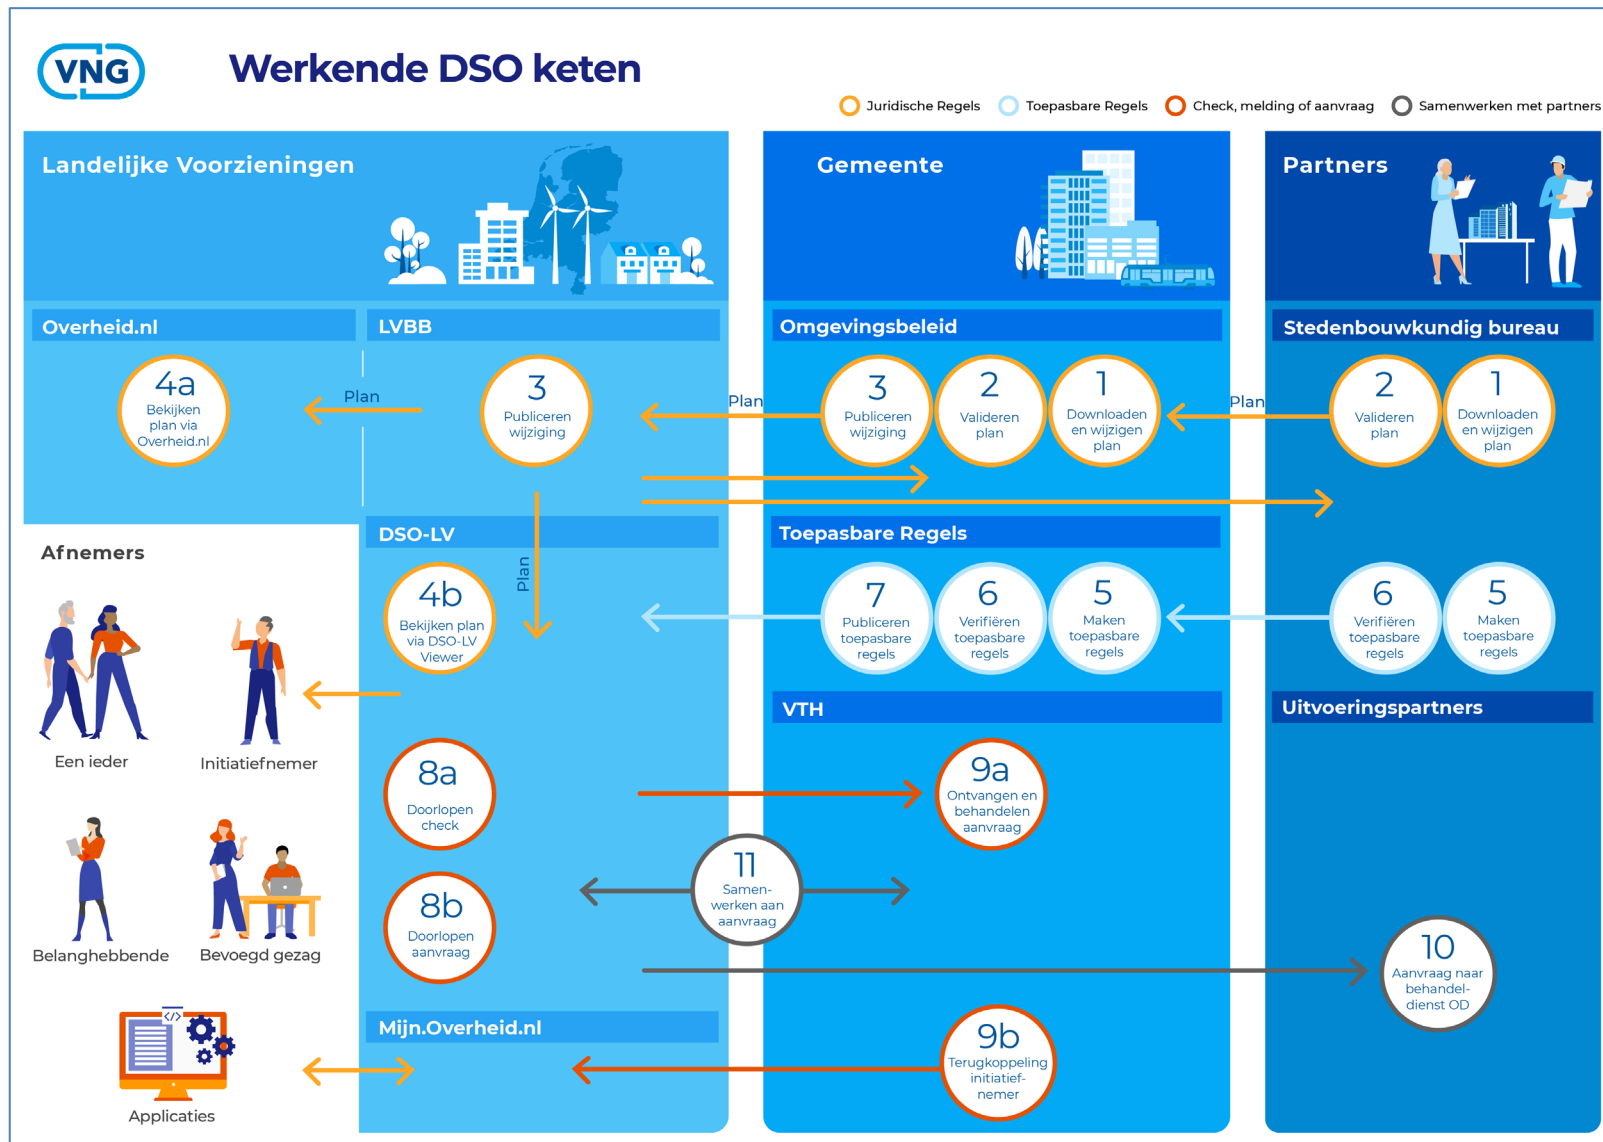 VNG
Werkende DSO keten
Juridische Regels
Toepasbare Regels
Check, melding of aanvraag
Samenwerken met partners
Landelijke Voorzieningen
Gemeente
Partners
Overheid.nl
LVBB
Omgevingsbeleid
Stedenbouwkundig bureau
4a
Bekijken
plan via
Overheid.nl
Plan
3
Publiceren
wijziging
Plan
3
Publiceren
wijziging
2
Valideren
plan
1
Downloaden
en wijzigen
plan
Plan
2
Valideren
plan
1
Downloaden
en wijzigen
plan
Afnemers
DSO-LV
Toepasbare Regels
4b
Bekijken plan
via DSO-LV
Viewer
Plan
7
Publiceren
toepasbare
regels
6
Verifiëren
toepasbare
regels
5
Maken
toepasbare
regels
6
Verifiëren
toepasbare
regels
5
Maken
toepasbare
regels
VTH
Uitvoeringspartners
Een ieder
Initiatiefnemer
8a
Doorlopen
check
9a
Ontvangen en
behandelen
aanvraag
11
Samen-
werken aan
aanvraag
8b
Doorlopen
aanvraag
Belanghebbende
Bevoegd gezag
10
Aanvraag naar
behandel-
dienst OD
Mijn.Overheid.nl
9b
Terugkoppeling
initiatief-
nemer
</>
Applicaties